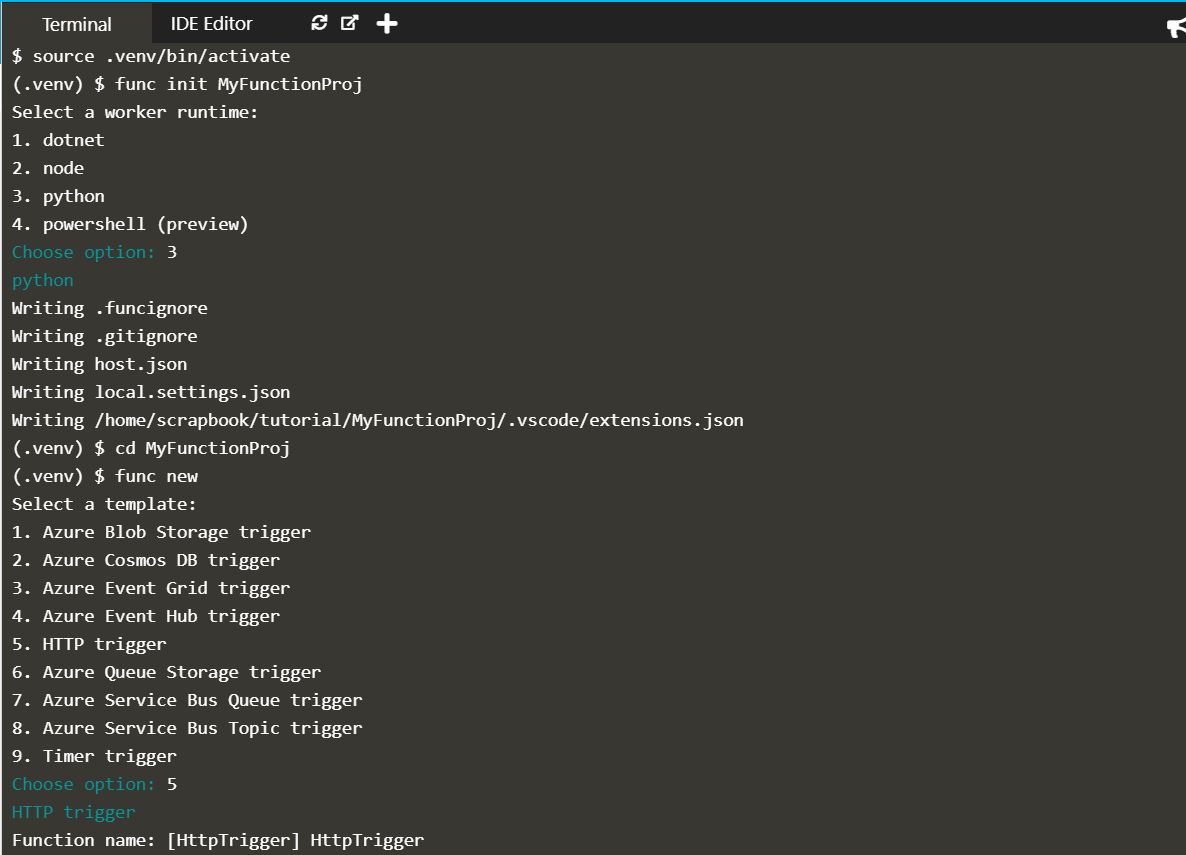 Terminal IDE Editor
$ source .venv/bin/activate
(.venv) $ func init MyFunctionProj
Select a worker runtime:
1. dotnet
2. node
3. python
4. powershell (preview)
Choose option: 3
python
Writing .funcignore
Writing .gitignore
Writing host.json
Writing local.settings.json
Writing /home/scrapbook/tutorial/MyFunctionProj/.vscode/extensions.json
(.venv) $ cd MyFunctionProj
(.venv) $ func new
Select a template:
1. Azure Blob Storage trigger
2. Azure Cosmos DB trigger
3. Azure Event Grid trigger
4. Azure Event Hub trigger
5. HTTP trigger
6. Azure Queue Storage trigger
7. Azure Service Bus Queue trigger
8. Azure Service Bus Topic trigger
9. Timer trigger
Choose option: 5
HTTP trigger
Function name: [HttpTrigger] HttpTrigger